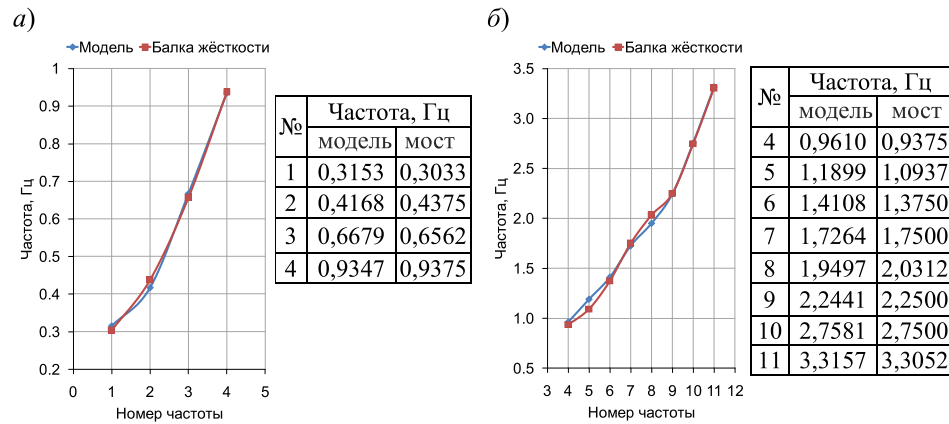 а)
Модель Балка жёсткости
1
0.9
0.8
0.7
0.6
0.5
0.4
0.3
0.2
Частота, Гц
0 1 2 3 4 5
Номер частоты
№ Частота, Гц
модель мост
1 0,3153 0,3033
2 0,4168 0,4375
3 0,6679 0,6562
4 0,9347 0,9375
б)
Модель Балка жёсткости
3.5
3.0
2.5
2.0
1.5
1.0
0.5
Частота, Гц
3 4 5 6 7 8 9 10 11 12
Номер частоты
№ Частота, Гц
модель мост
4 0,9610 0,9375
5 1,1899 1,0937
6 1,4108 1,3750
7 1,7264 1,7500
8 1,9497 2,0312
9 2,2441 2,2500
10 2,7581 2,7500
11 3,3157 3,3052